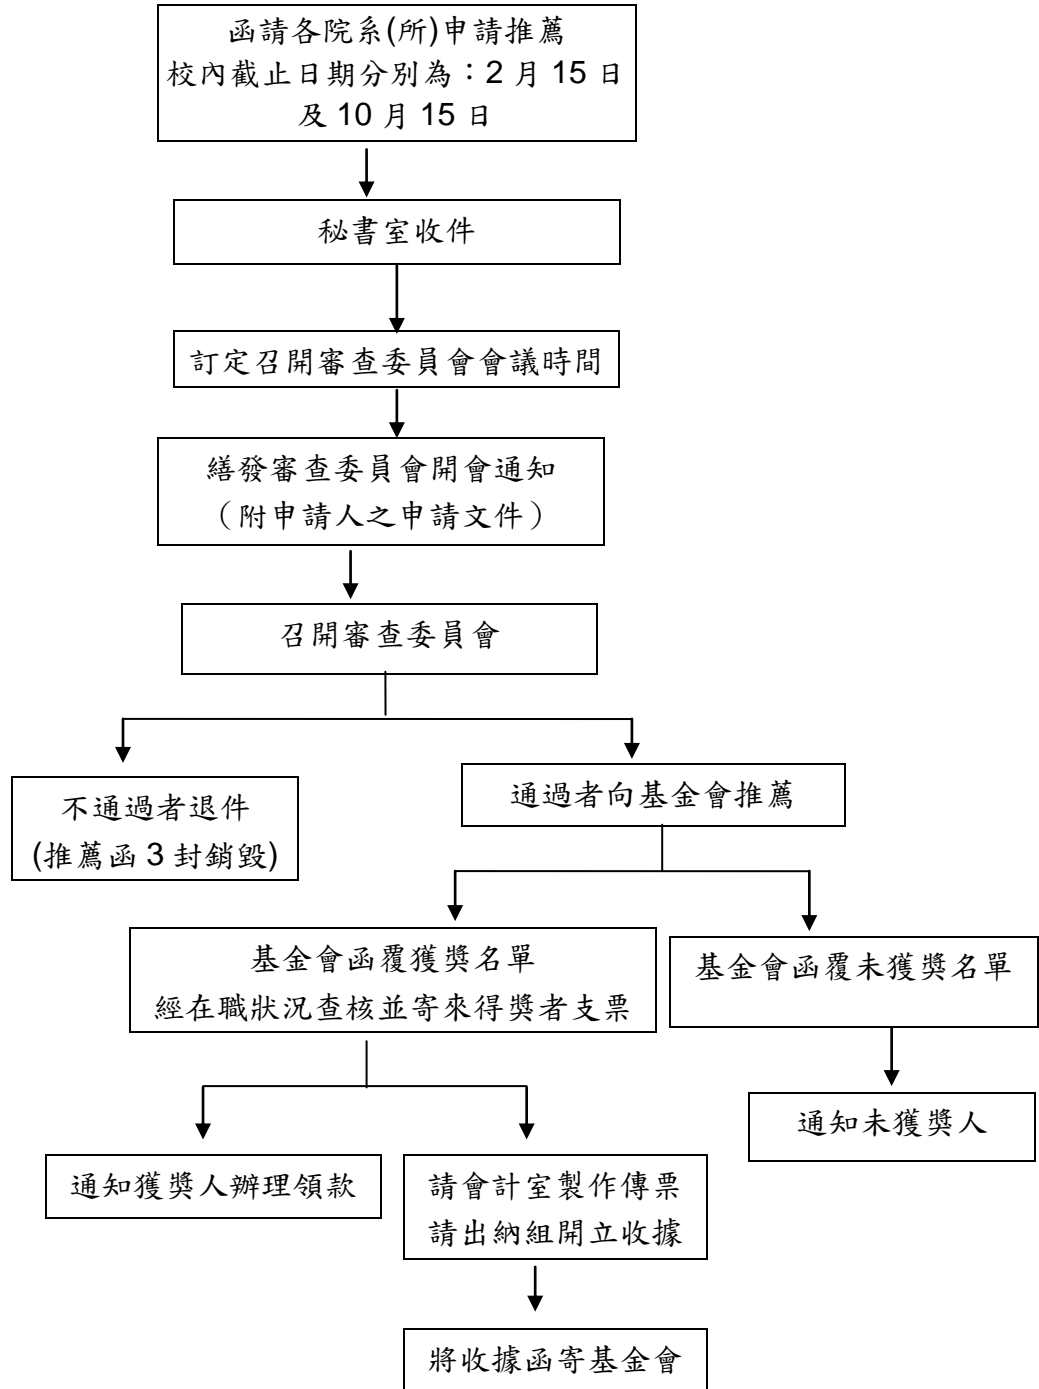 函請各院系(所)申請推薦
校內截止日期分別為：2 月 15 日
及 10 月 15 日
秘書室收件
訂定召開審查委員會會議時間
繕發審查委員會開會通知
（附申請人之申請文件）
召開審查委員會
不通過者退件
(推薦函 3 封銷毀)
通過者向基金會推薦
基金會函覆獲獎名單
經在職狀況查核並寄來得獎者支票
基金會函覆未獲獎名單
通知未獲獎人
通知獲獎人辦理領款
請會計室製作傳票
請出納組開立收據
將收據函寄基金會